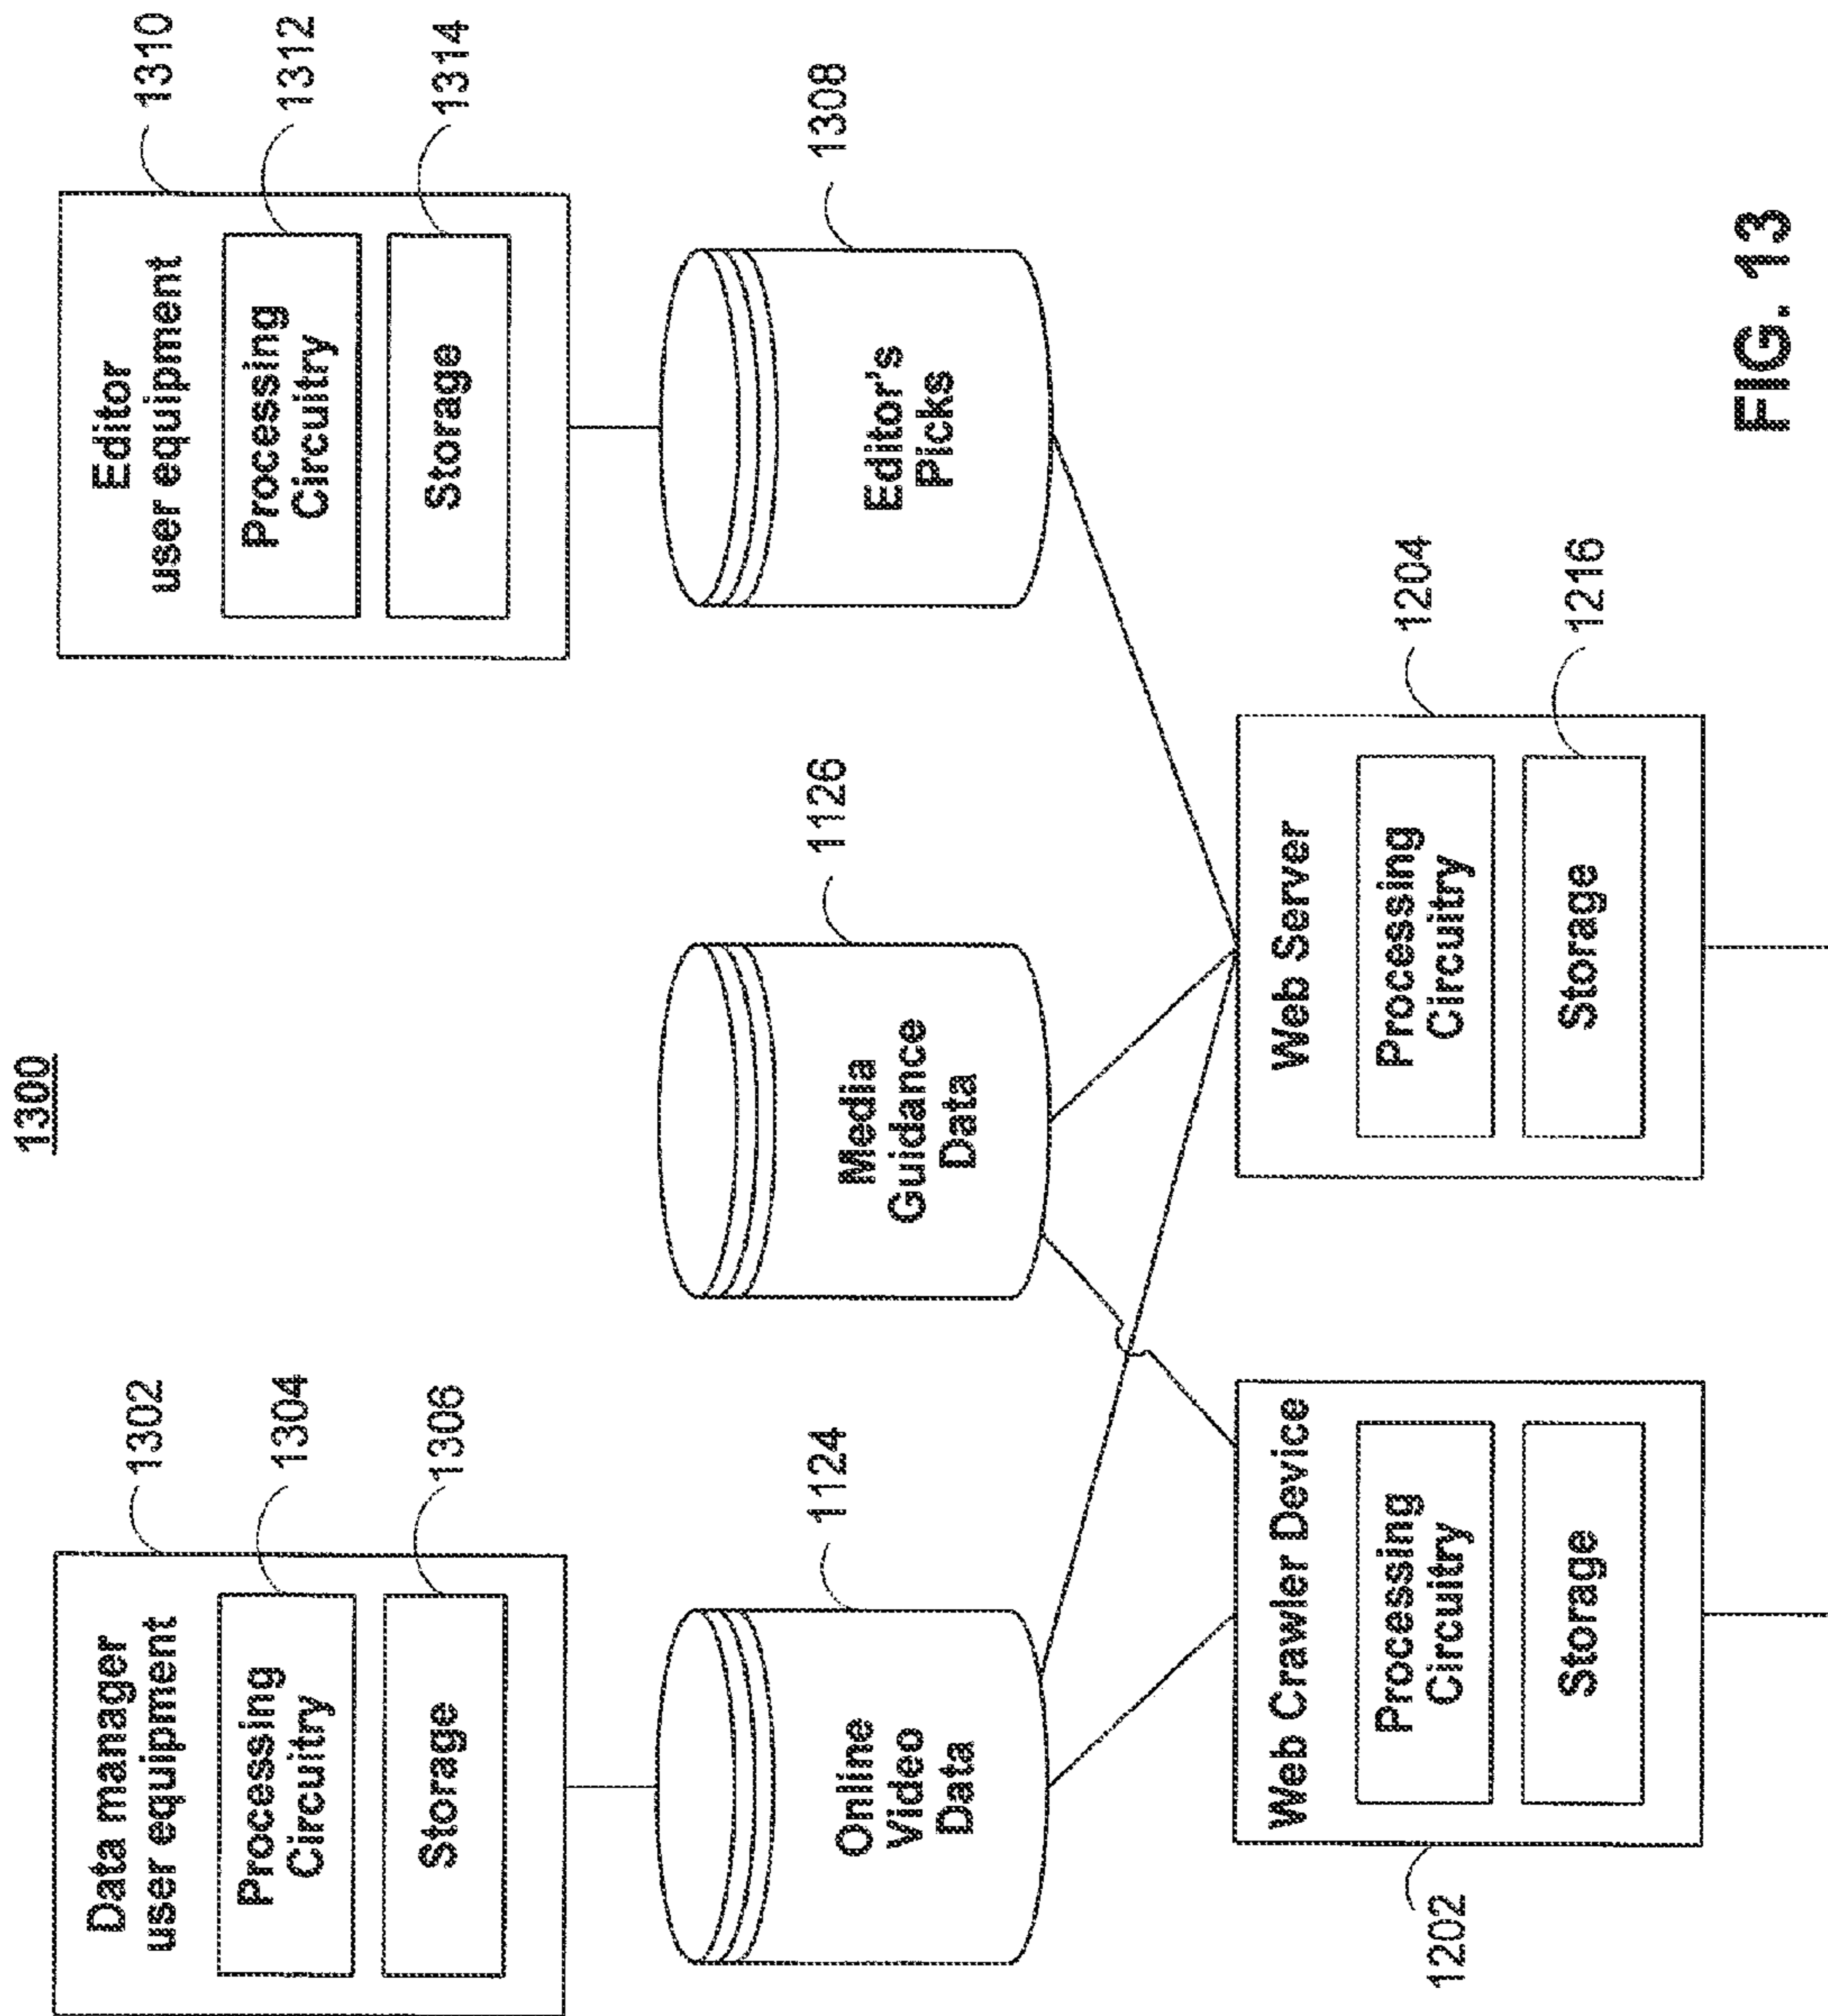 1300
Data manager
user equipment
Processing
Circuitry
Storage
1302
1304
1306
Editor
user equipment
Processing
Circuitry
Storage
1310
1312
1314
Online
Video
Data
1124
Media
Guidance
Data
1126
Editor's
Picks
1308
Web Crawler Device
Processing
Circuitry
Storage
1202
Web Server
Processing
Circuitry
Storage
1204
1216
FIG. 13